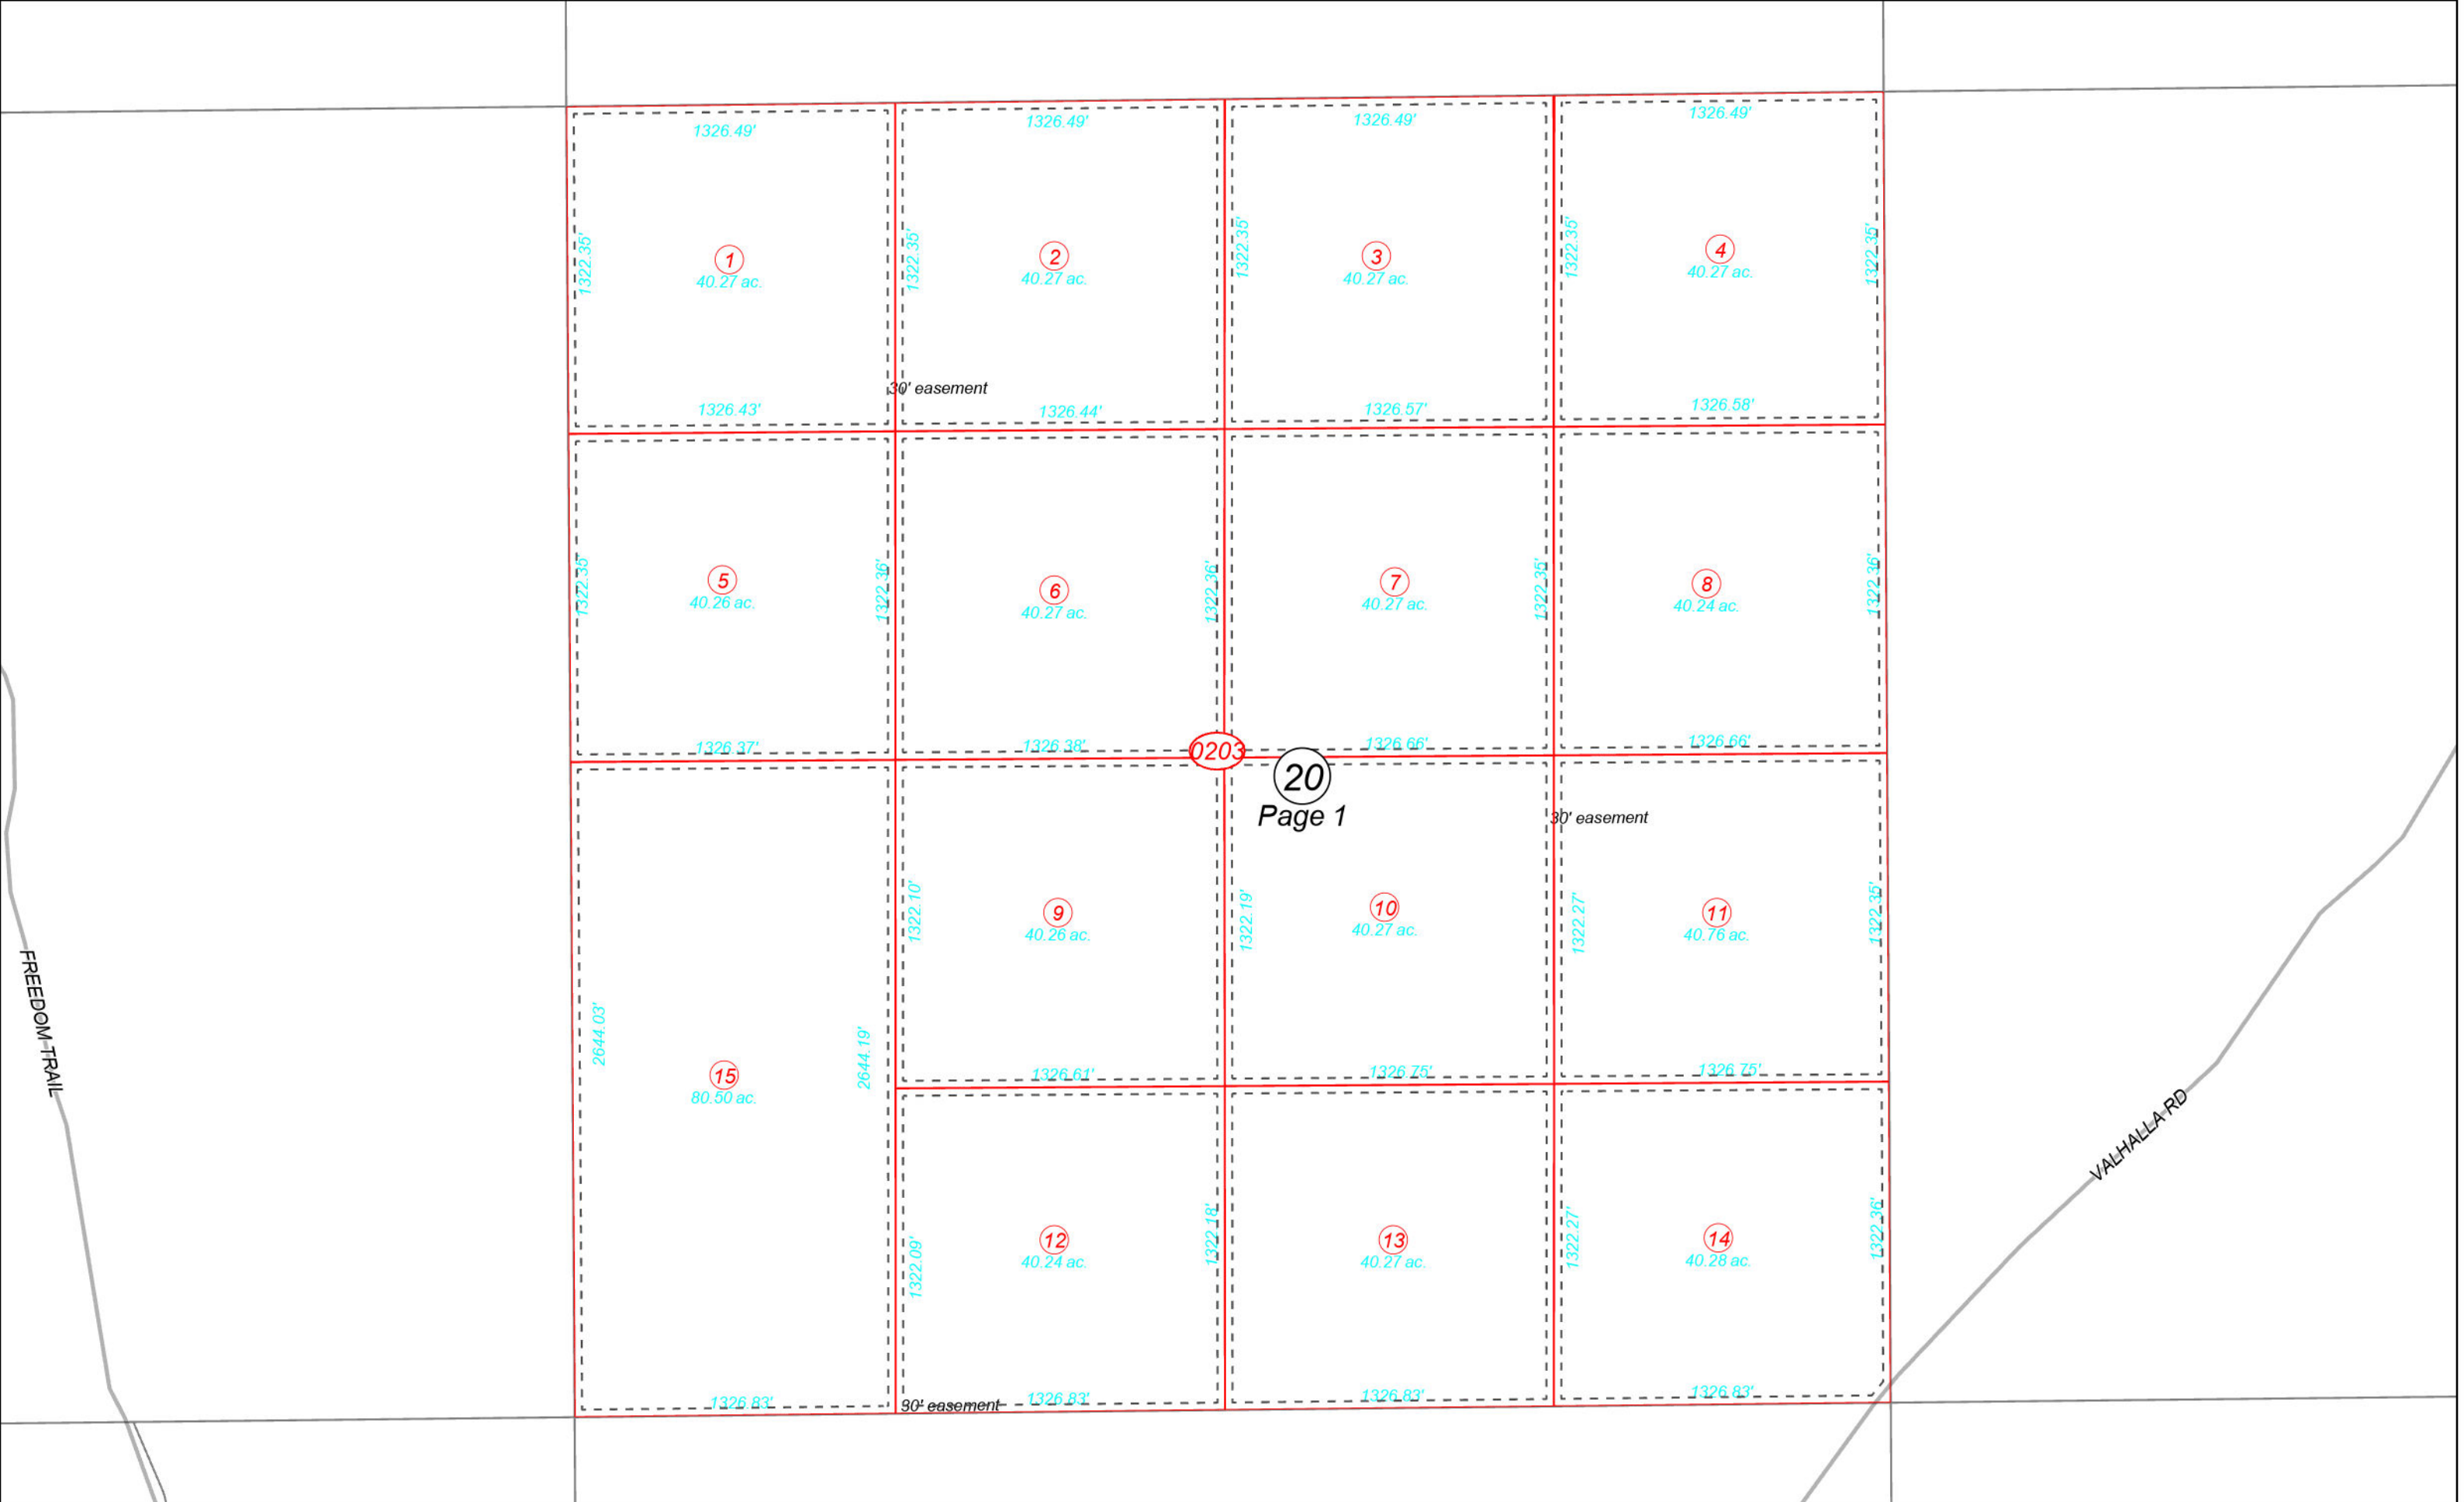 1326.49'
1326.49'
1326.49'
1326.49'
1322.35'
1
40.27 ac.
1322.35'
2
40.27 ac.
1322.35'
3
40.27 ac.
1322.35'
4
40.27 ac.
1322.35'
30' easement
1326.43'
1326.44'
1326.57'
1326.58'
1322.35'
5
40.26 ac.
1322.36'
6
40.27 ac.
1322.36'
7
40.27 ac.
1322.35'
8
40.24 ac.
1322.36'
1326.37'
1326.38'
1326.66'
1326.66'
0203
20
Page 1
30' easement
1322.10'
9
40.26 ac.
1322.19'
10
40.27 ac.
1322.27'
11
40.76 ac.
1322.35'
FREEDOM TRAIL
2644.03'
15
80.50 ac.
2644.19'
1326.61'
1326.75'
1326.75'
VALHALLA RD
1322.09'
12
40.24 ac.
1322.18'
13
40.27 ac.
1322.27'
14
40.28 ac.
1322.36'
1326.83'
30' easement
1326.83'
1326.83'
1326.83'